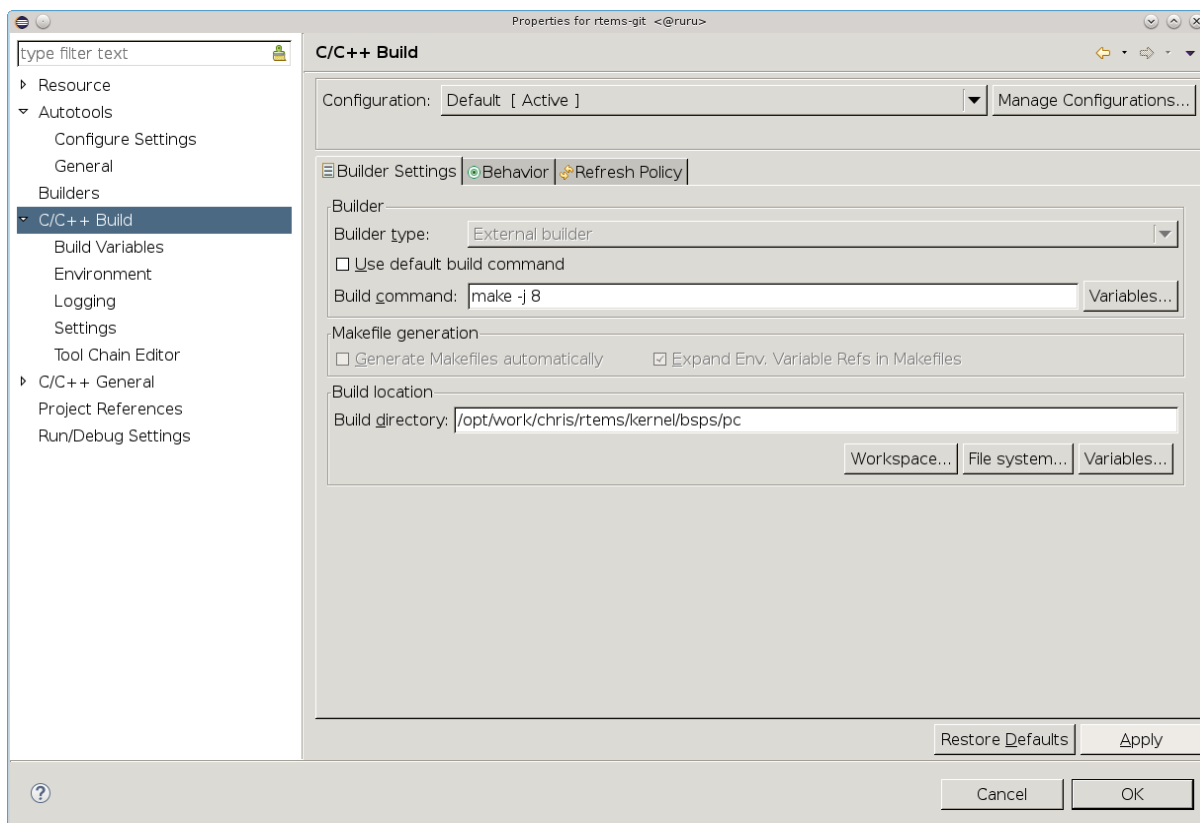 Properties for rtems-git <@ruru>
type filter text
Resource
Autotools
Configure Settings
General
Builders
C/C++ Build
Build Variables
Environment
Logging
Settings
Tool Chain Editor
C/C++ General
Project References
Run/Debug Settings
C/C++ Build
Configuration: Default [ Active ] Manage Configurations...
Builder Settings Behavior Refresh Policy
Builder
Builder type: External builder
Use default build command
Build command: make -j 8 Variables...
Makefile generation
Generate Makefiles automatically Expand Env. Variable Refs in Makefiles
Build location
Build directory: /opt/work/chris/rtems/kernel/bsps/pc
Workspace... File system... Variables...
Restore Defaults Apply
? Cancel OK